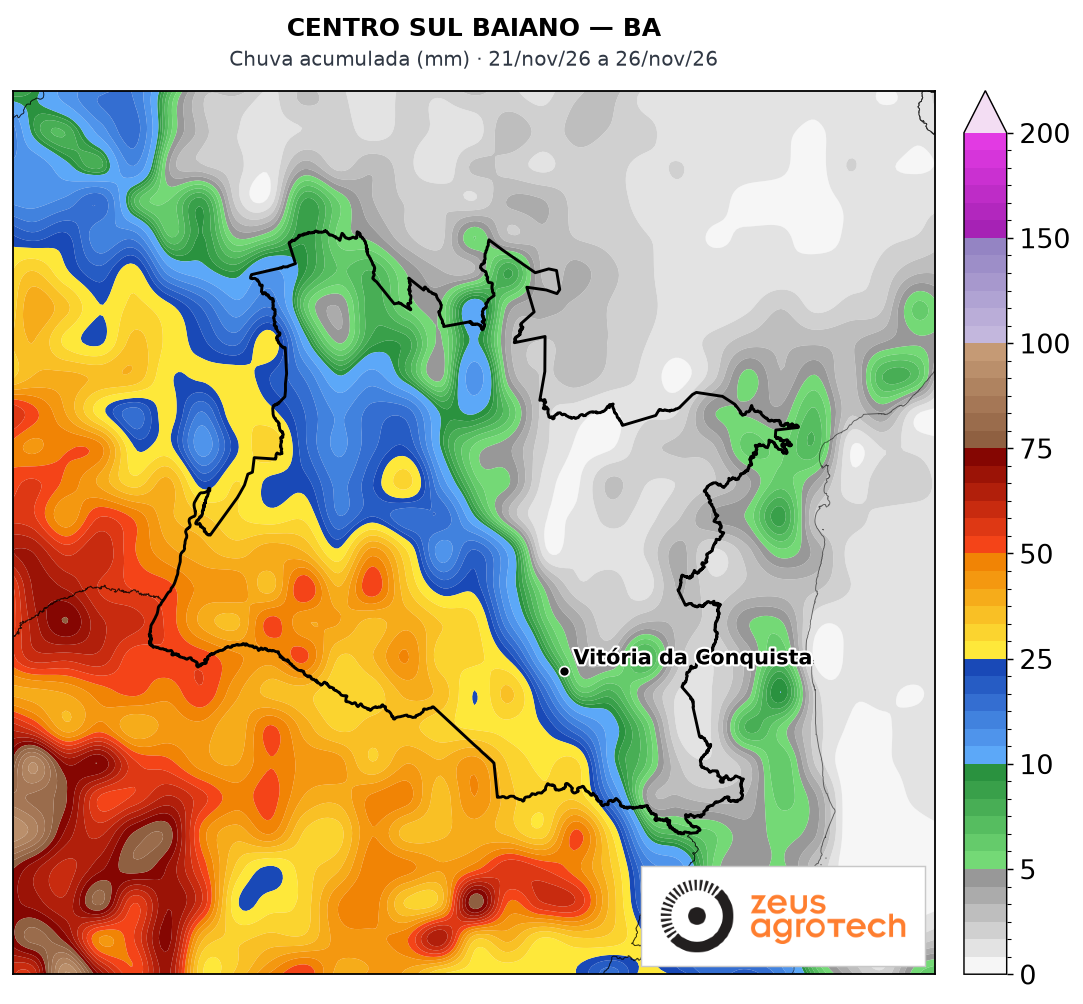 CENTRO SUL BAIANO — BA
Chuva acumulada (mm) · 21/nov/26 a 26/nov/26
200
150
100
75
50
25
10
5
0
Vitória da Conquista
zeus
agrotech